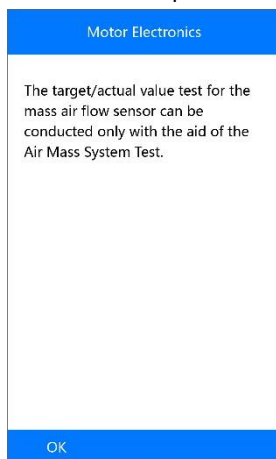 Motor Electronics
The target/actual value test for the
mass air flow sensor can be
conducted only with the aid of the
Air Mass System Test.
OK